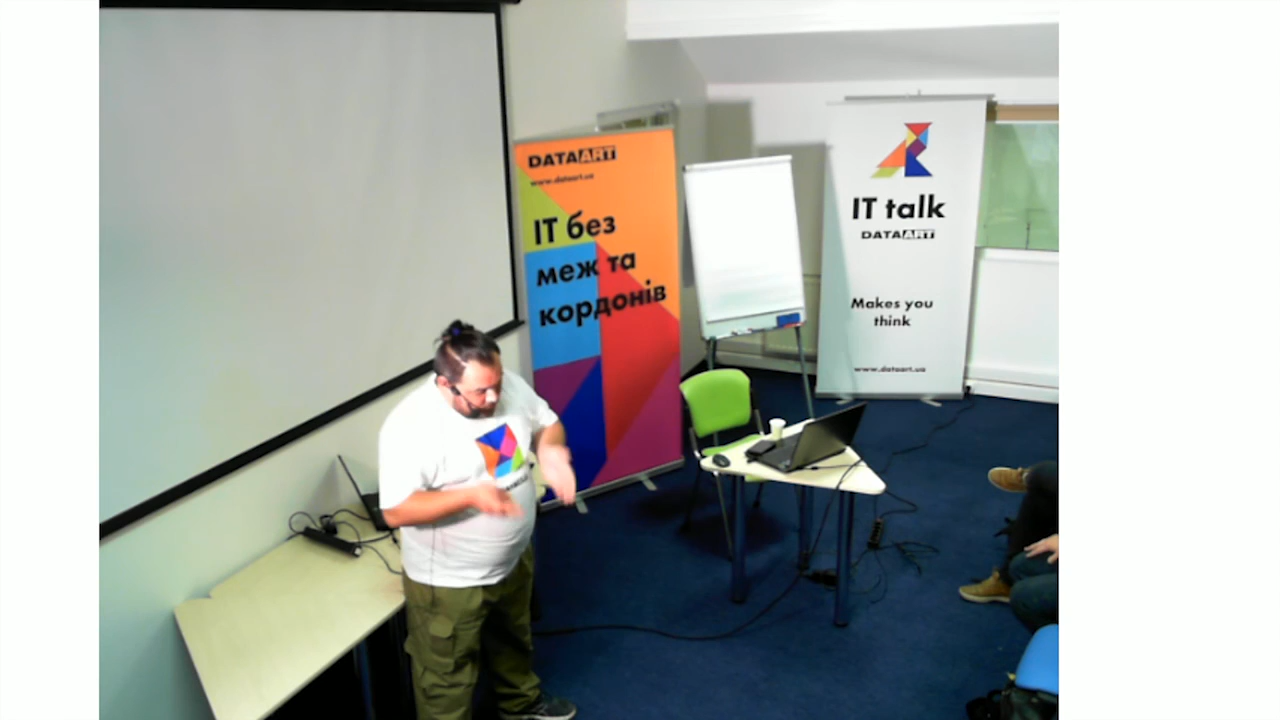 DATAART
www.dataart.ua
IT без
меж та
кордонів
IT talk
DATAART
Makes you
think
www.dataart.ua